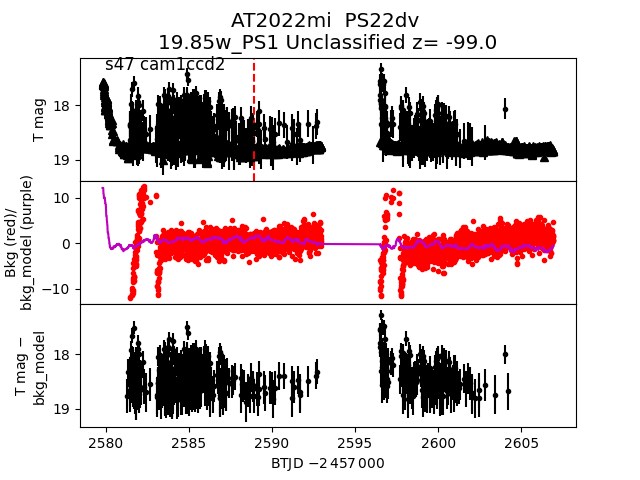 AT2022mi  PS22dv
19.85w_PS1 Unclassified z= -99.0
s47 cam1ccd2
T mag
18
19
Bkg (red)/
bkg_model (purple)
10
0
−10
T mag −
bkg_model
18
19
2580
2585
2590
2595
2600
2605
BTJD −2 457 000